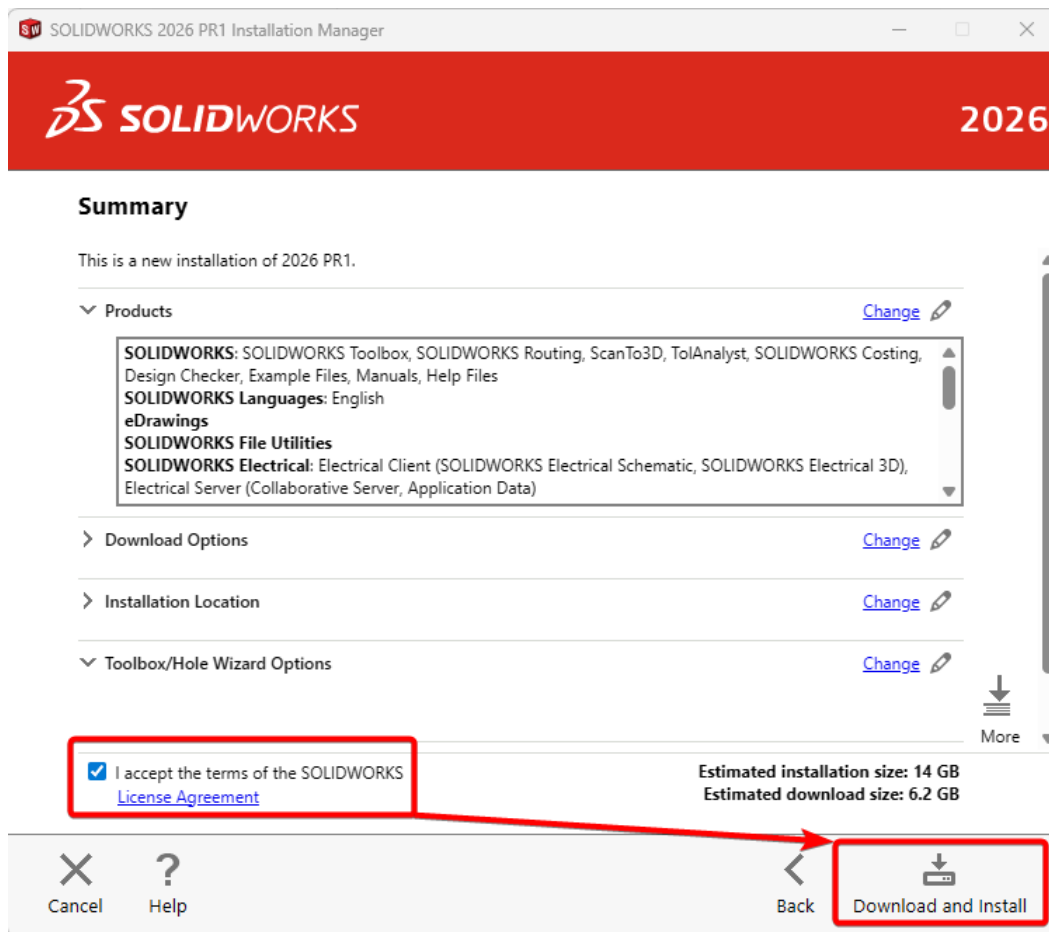 SOLIDWORKS 2026 PR1 Installation Manager
SOLIDWORKS
2026
Summary
This is a new installation of 2026 PR1.
Products
Change
SOLIDWORKS: SOLIDWORKS Toolbox, SOLIDWORKS Routing, ScanTo3D, TolAnalyst, SOLIDWORKS Costing,
Design Checker, Example Files, Manuals, Help Files
SOLIDWORKS Languages: English
eDrawings
SOLIDWORKS File Utilities
SOLIDWORKS Electrical: Electrical Client (SOLIDWORKS Electrical Schematic, SOLIDWORKS Electrical 3D),
Electrical Server (Collaborative Server, Application Data)
Download Options
Change
Installation Location
Change
Toolbox/Hole Wizard Options
Change
More
I accept the terms of the SOLIDWORKS
License Agreement
Estimated installation size: 14 GB
Estimated download size: 6.2 GB
Cancel
Help
Back
Download and Install